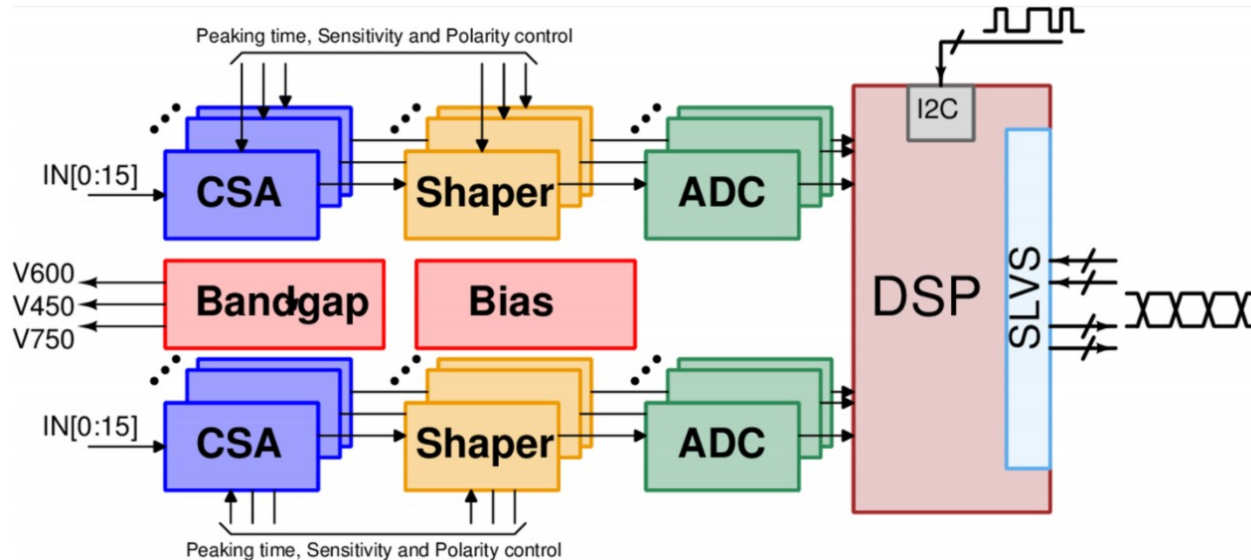 Peaking time, Sensitivity and Polarity control
I2C
IN[0:15]
CSA
Shaper
ADC
V600
V450
V750
Bandgap
Bias
DSP
SLVS
IN[0:15]
CSA
Shaper
ADC
Peaking time, Sensitivity and Polarity control